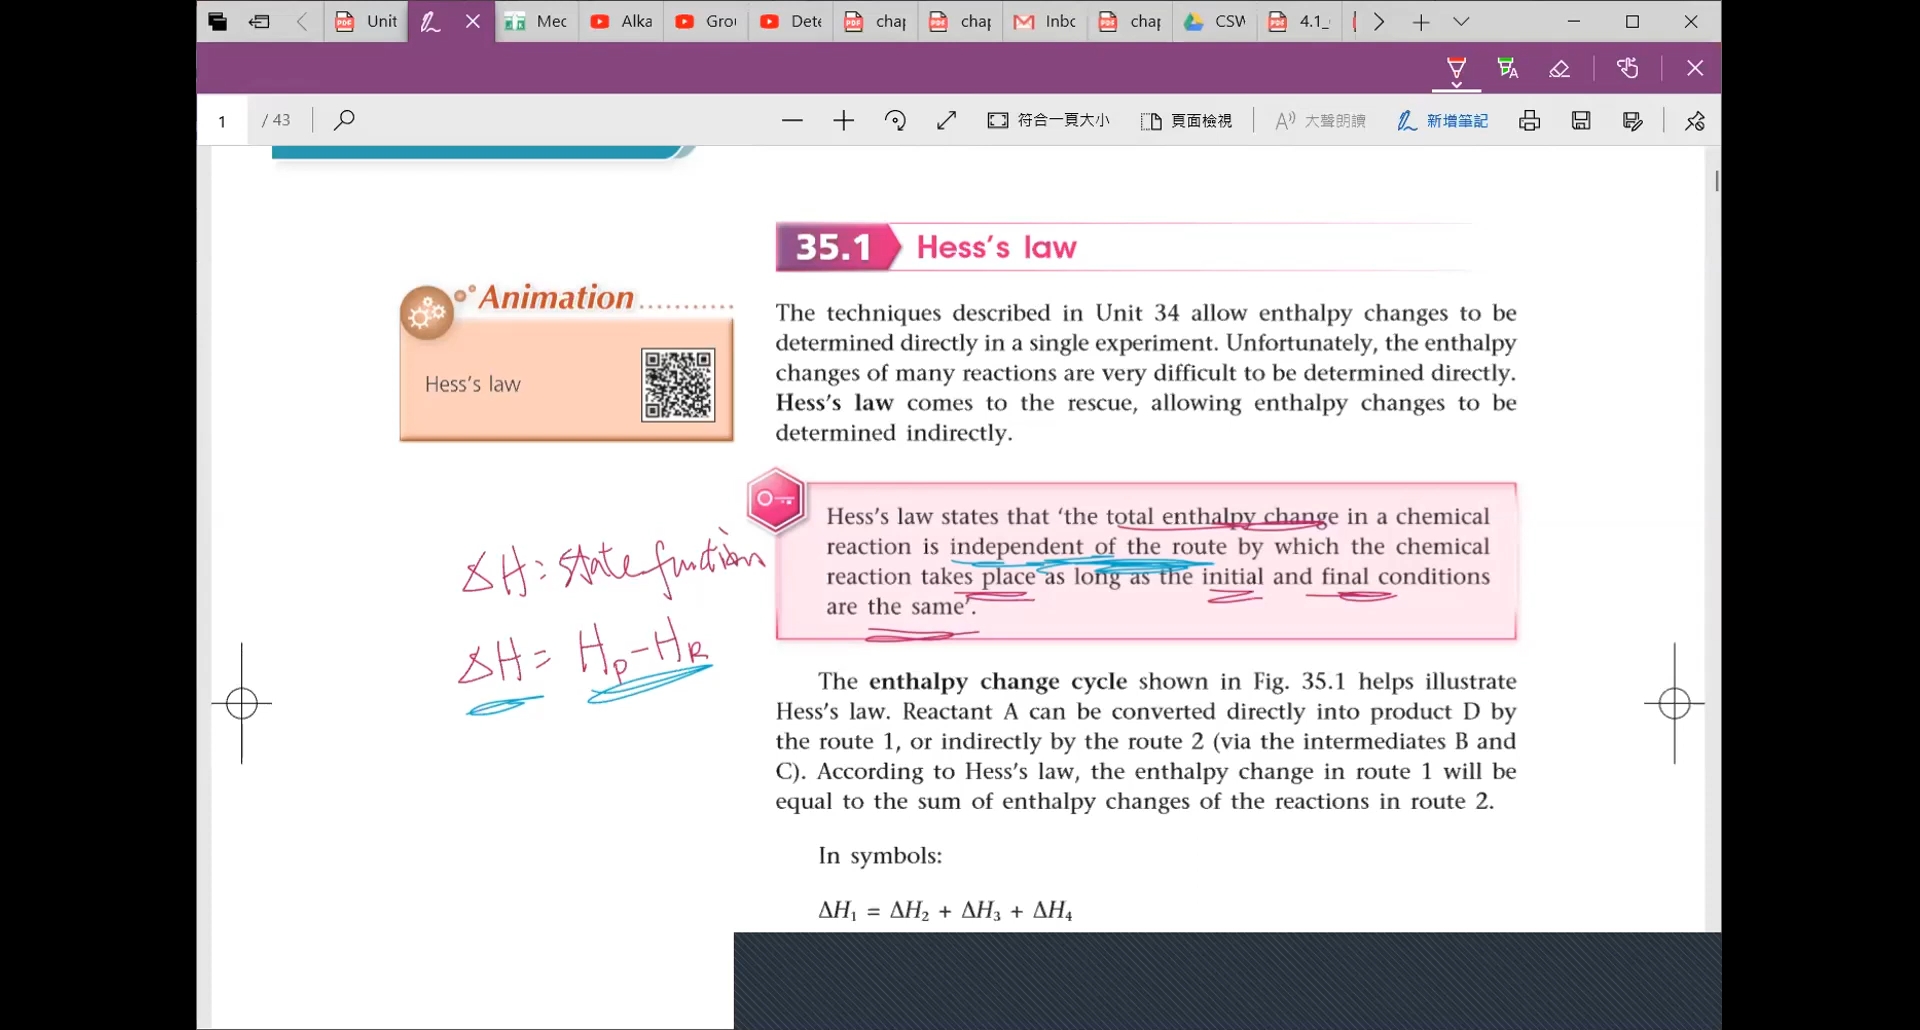 Unit
Mec
Alka
Grou
Dete
chap
chap
Inbo
chap
CSW
4.1_
1
/ 43
符合一頁大小
頁面檢視
大聲朗讀
新增筆記
35.1 Hess's law
Animation
Hess's law
The techniques described in Unit 34 allow enthalpy changes to be
determined directly in a single experiment. Unfortunately, the enthalpy
changes of many reactions are very difficult to be determined directly.
Hess's law comes to the rescue, allowing enthalpy changes to be
determined indirectly.
Hess's law states that 'the total enthalpy change in a chemical
reaction is independent of the route by which the chemical
reaction takes place as long as the initial and final conditions
are the same'.
ΔH = state function
ΔH = Hp - HR
The enthalpy change cycle shown in Fig. 35.1 helps illustrate
Hess's law. Reactant A can be converted directly into product D by
the route 1, or indirectly by the route 2 (via the intermediates B and
C). According to Hess's law, the enthalpy change in route 1 will be
equal to the sum of enthalpy changes of the reactions in route 2.
In symbols:
ΔH₁ = ΔH₂ + ΔH₃ + ΔH₄